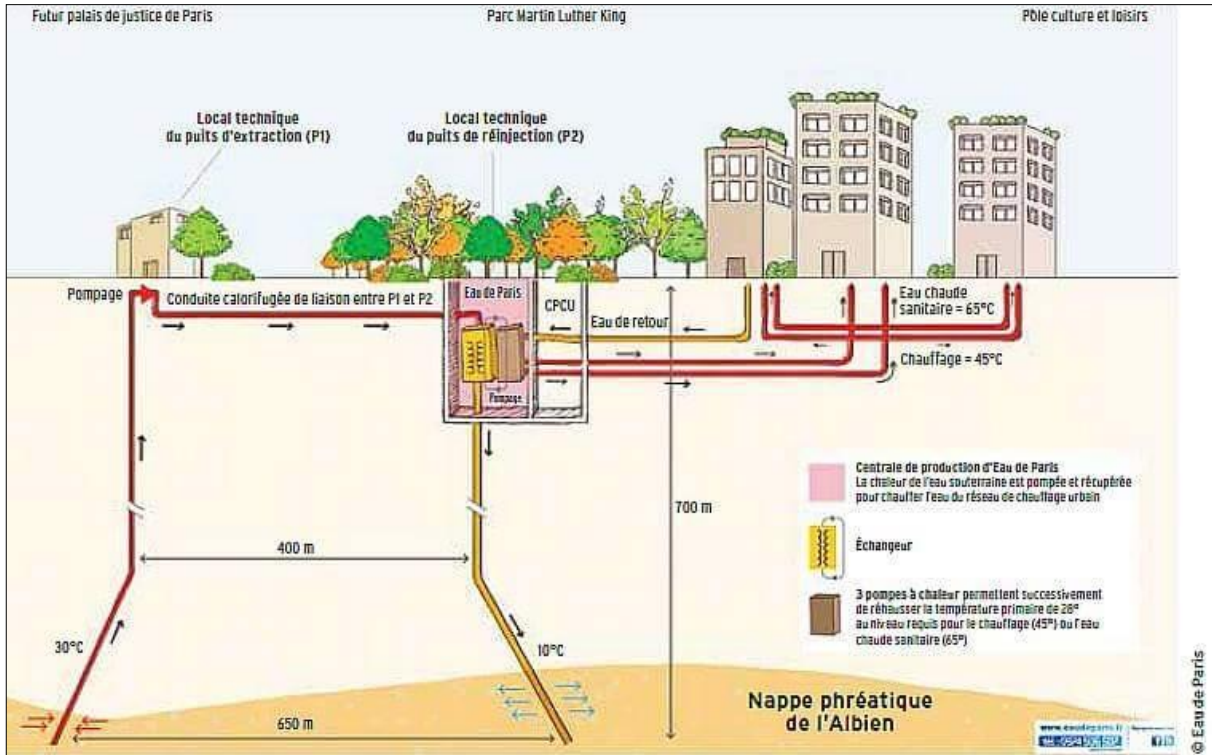 Futur palais de justice de Paris
Parc Martin Luther King
Pôle culture et loisirs
Local technique
du puits d'extraction (P1)
Local technique
du puits de réinjection (P2)
Pompage
Conduite calorifugée de liaison entre P1 et P2
Eau de Paris
CPCU
Eau de retour
Eau chaude
sanitaire = 65°C
Chauffage = 45°C
Pompage
Centrale de production d'Eau de Paris
La chaleur de l'eau souterraine est pompée et récupérée
pour chauffer l'eau du réseau de chauffage urbain
700 m
400 m
Échangeur
3 pompes à chaleur permettent successivement
de réhausser la température primaire de 28°
au niveau requis pour le chauffage (45°) ou l'eau
chaude sanitaire (65°)
30°C
10°C
Nappe phréatique
de l'Albien
650 m
www.eaudeparis.fr
© Eau de Paris